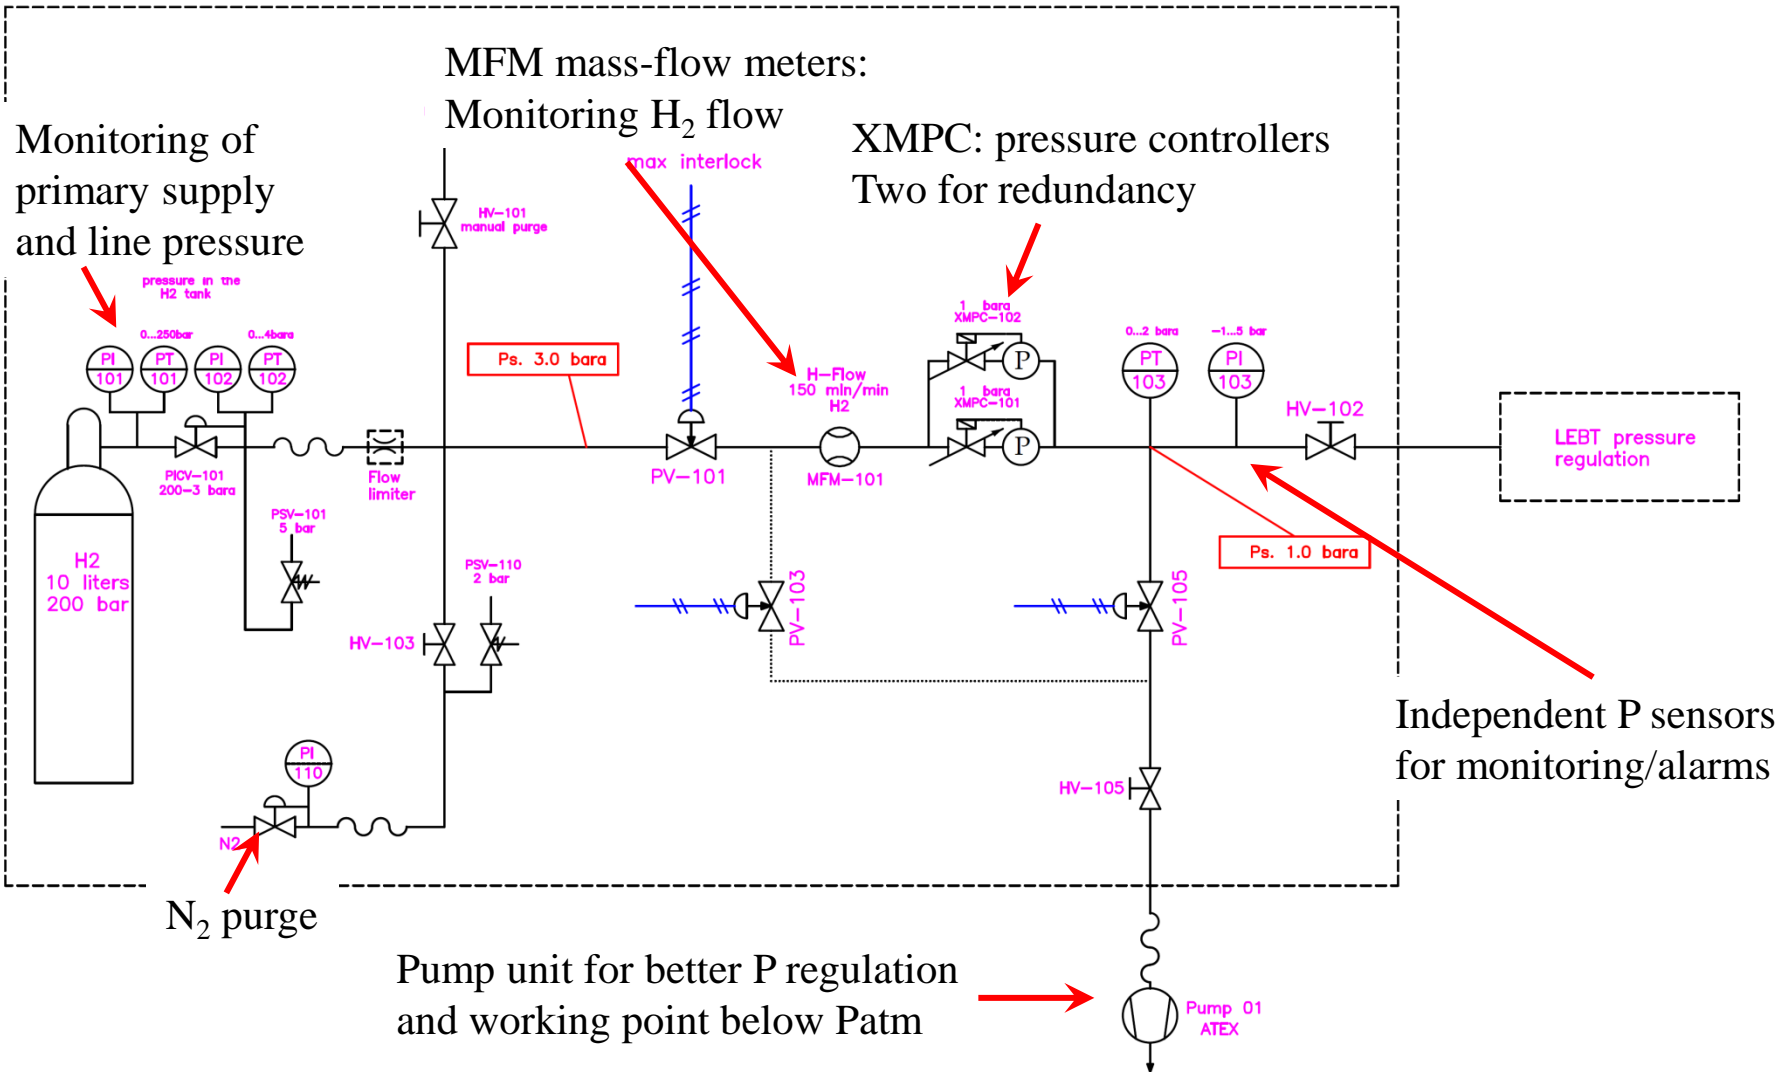 MFM mass-flow meters:
Monitoring H₂ flow
max interlock
Monitoring of
primary supply
and line pressure
XMPC: pressure controllers
Two for redundancy
HV-101
manual purge
pressure in the
H2 tank
0...250bar
0...4bara
PI
101
PT
101
PI
102
PT
102
Ps. 3.0 bara
H-Flow
150 mln/min
H2
1 bara
XMPC-102
P
1 bara
XMPC-101
P
0...2 bara
PT
103
-1...5 bar
PI
103
HV-102
LEBT pressure
regulation
PICV-101
200-3 bara
Flow
limiter
PV-101
MFM-101
PSV-101
5 bar
PSV-110
2 bar
Ps. 1.0 bara
H2
10 liters
200 bar
HV-103
PV-103
PV-105
Independent P sensors
for monitoring/alarms
PI
110
N2
HV-105
N₂ purge
Pump unit for better P regulation
and working point below Patm
Pump 01
ATEX